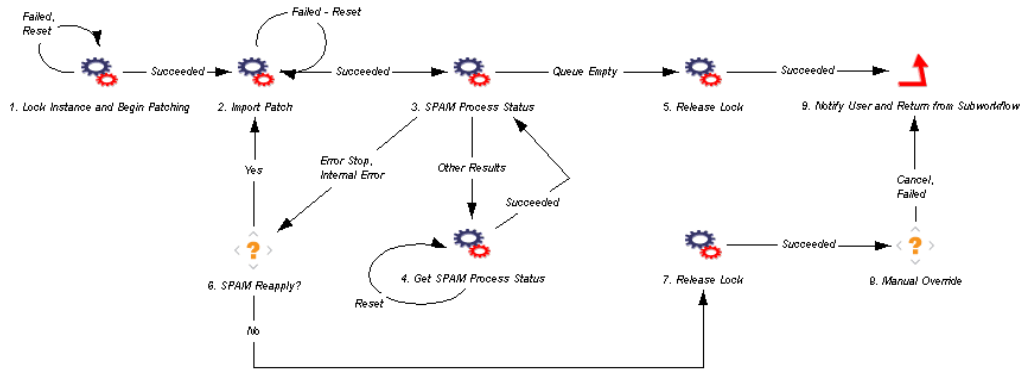 Failed,
Reset
Failed - Reset
Succeeded
Succeeded
Queue Empty
Succeeded
1. Lock Instance and Begin Patching
2. Import Patch
3. SPAM Process Status
5. Release Lock
9. Notify User and Return from Subworkflow
Yes
Error Stop,
Internal Error
Other Results
Succeeded
Cancel,
Failed
Succeeded
6. SPAM Reapply?
4. Get SPAM Process Status
7. Release Lock
8. Manual Override
Reset
No